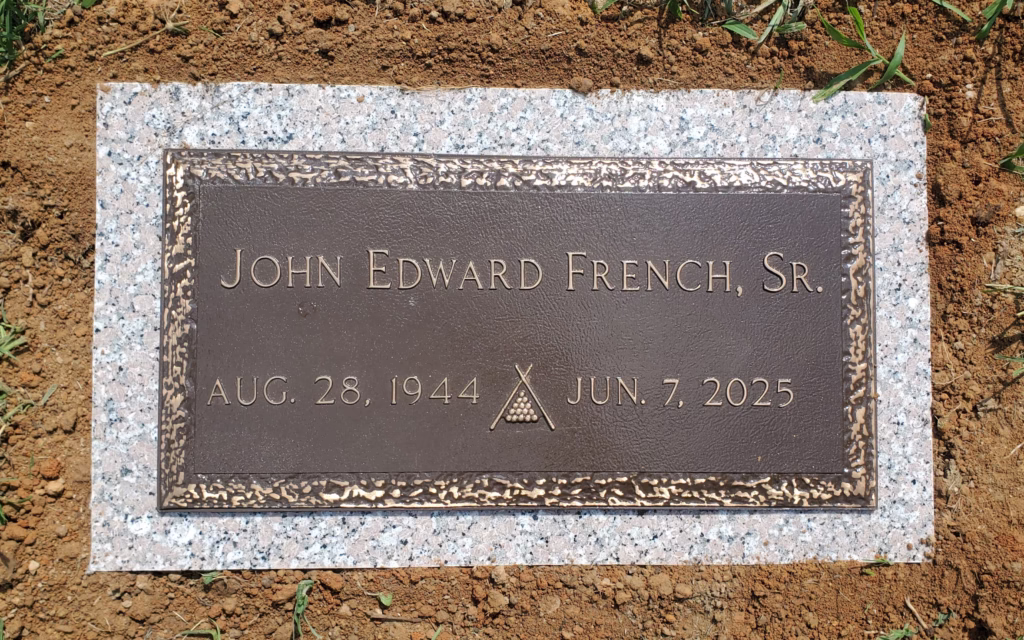 John Edward French, Sr.
AUG. 28, 1944 JUN. 7, 2025